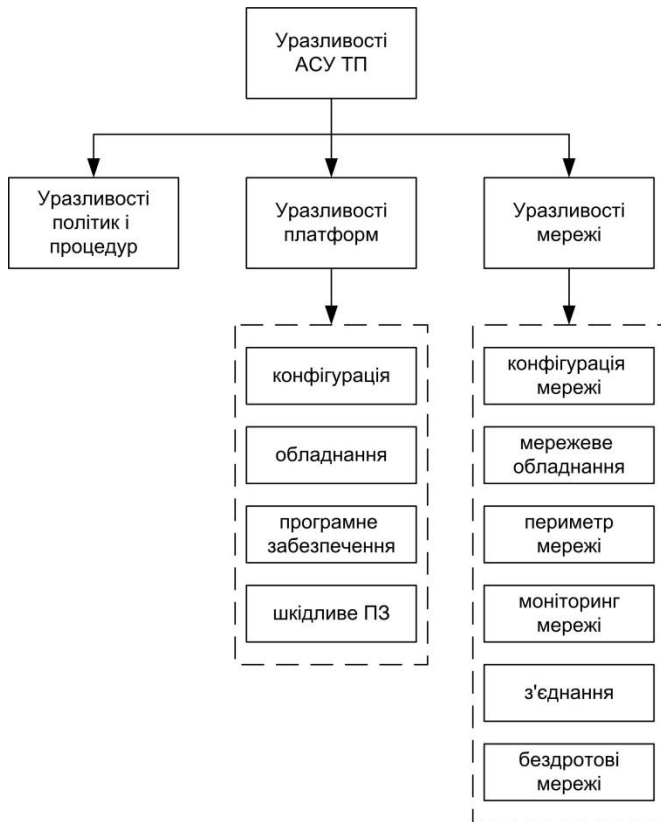 Уразливості
АСУ ТП
Уразливості
політик і
процедур
Уразливості
платформ
Уразливості
мережі
конфігурація
обладнання
програмне
забезпечення
шкідливе ПЗ
конфігурація
мережі
мережеве
обладнання
периметр
мережі
моніторинг
мережі
з'єднання
бездротові
мережі